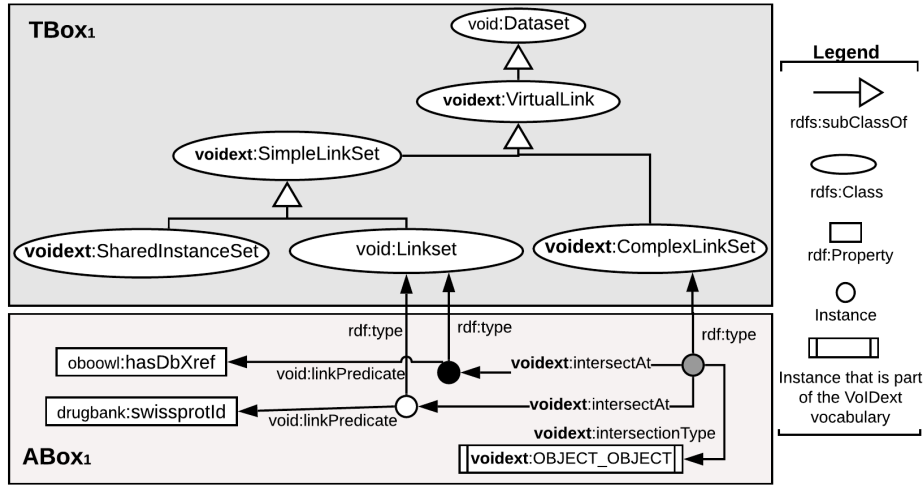 TBox1
void:Dataset
voidext:VirtualLink
voidext:SimpleLinkSet
voidext:SharedInstanceSet
void:Linkset
voidext:ComplexLinkSet
rdf:type
rdf:type
rdf:type
oboowl:hasDbXref
void:linkPredicate
voidext:intersectAt
drugbank:swissprotId
void:linkPredicate
voidext:intersectAt
voidext:intersectionType
voidext:OBJECT_OBJECT
ABox1
Legend
rdfs:subClassOf
rdfs:Class
rdf:Property
Instance
Instance that is part
of the VoIDext
vocabulary